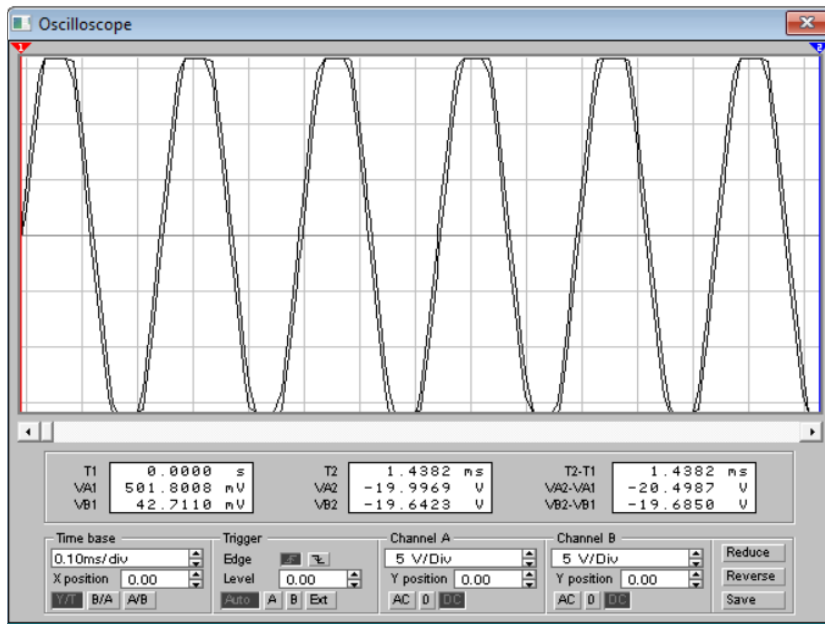 Oscilloscope
1 2
T1 0.0000 s T2 1.4382 ms T2-T1 1.4382 ms
VA1 501.8008 mV VA2 -19.9969 V VA2-VA1 -20.4987 V
VB1 42.7110 mV VB2 -19.6423 V VB2-VB1 -19.6850 V
Time base Trigger Channel A Channel B
0.10ms/div Edge 5 V/Div 5 V/Div Reduce
X position 0.00 Level 0.00 Y position 0.00 Y position 0.00 Reverse
Y/T B/A A/B Auto A B Ext AC 0 DC AC 0 DC Save